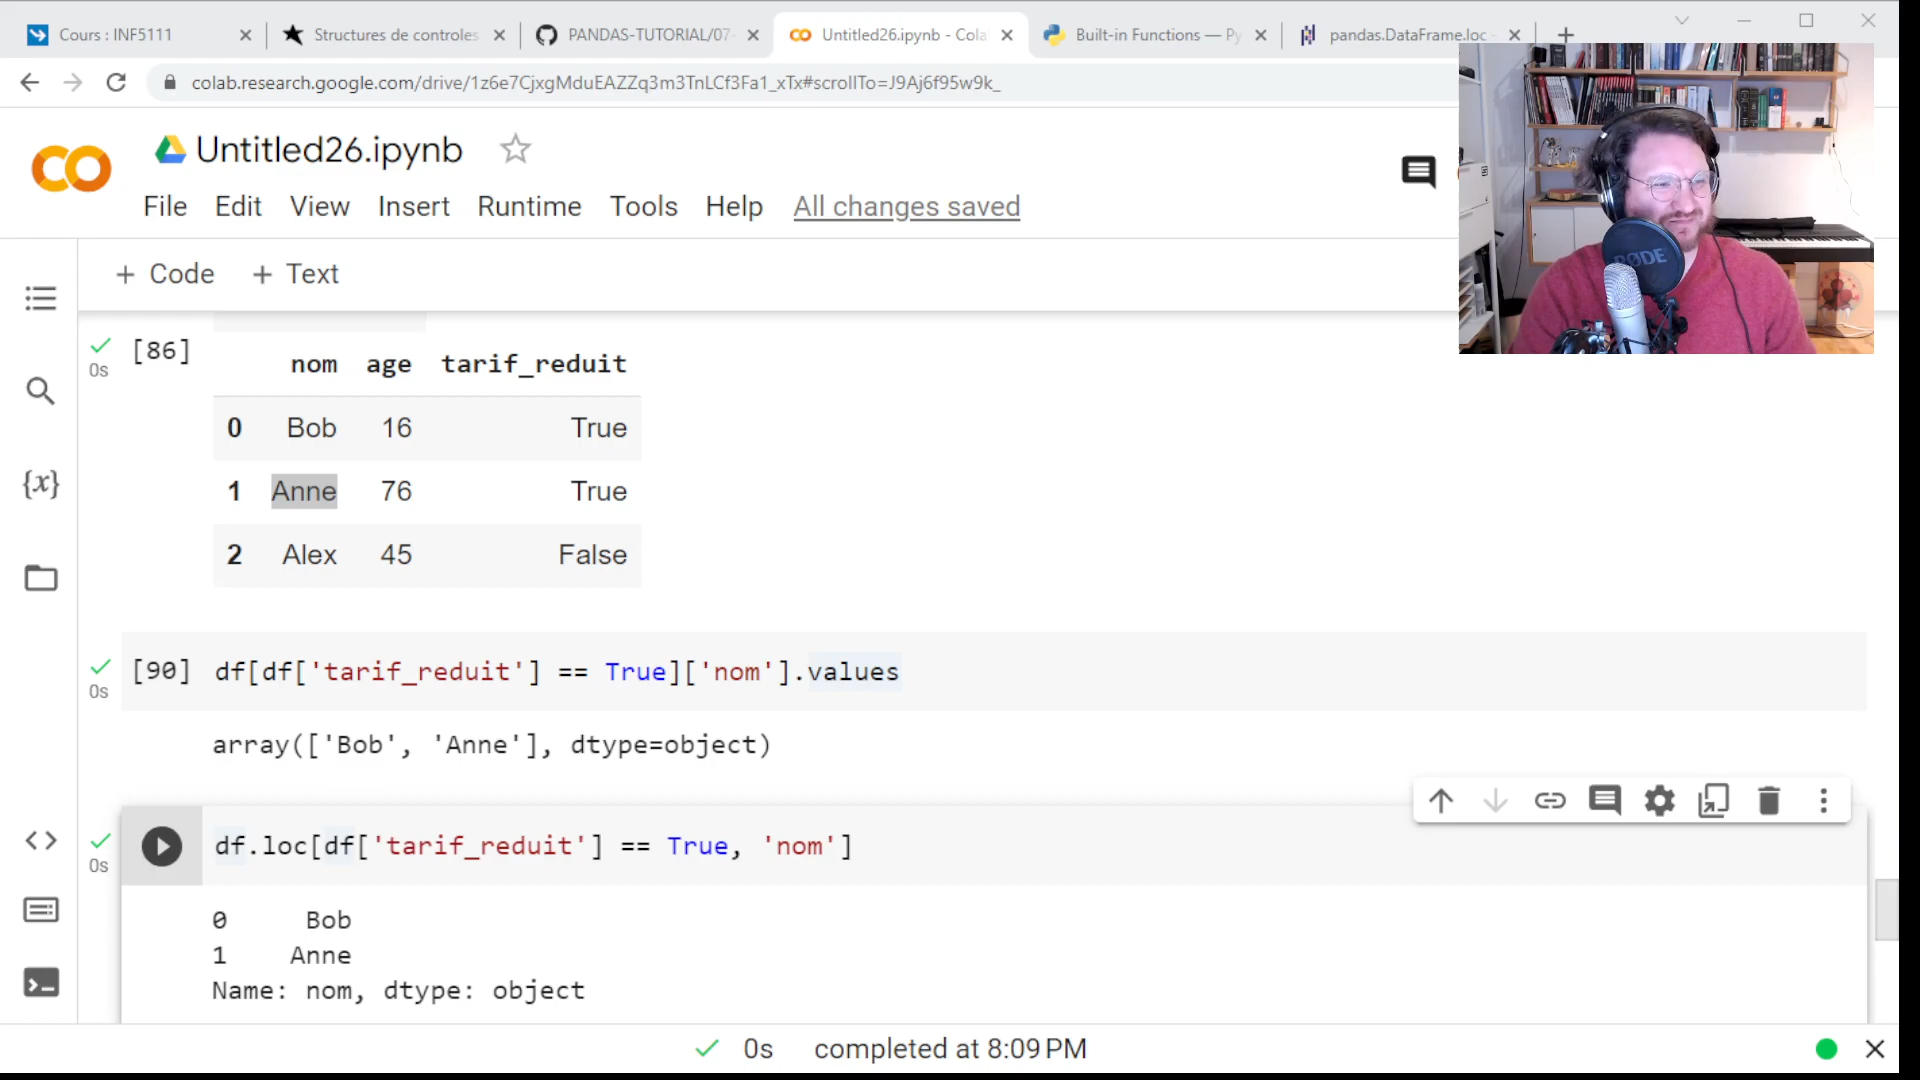 Cours : INF5111
Structures de controles
PANDAS-TUTORIAL/07-
Untitled26.ipynb - Cola
Built-in Functions — Py
pandas.DataFrame.loc
colab.research.google.com/drive/1z6e7CjxgMduEAZZq3m3TnLCf3Fa1_xTx#scrollTo=J9Aj6f95w9k_
CO
Untitled26.ipynb
File Edit View Insert Runtime Tools Help All changes saved
+ Code + Text
RØDE
[86]
0s
nom age tarif_reduit
0 Bob 16 True
1 Anne 76 True
2 Alex 45 False
[90] df[df['tarif_reduit'] == True]['nom'].values
0s
array(['Bob', 'Anne'], dtype=object)
df.loc[df['tarif_reduit'] == True, 'nom']
0s
0 Bob
1 Anne
Name: nom, dtype: object
0s completed at 8:09 PM